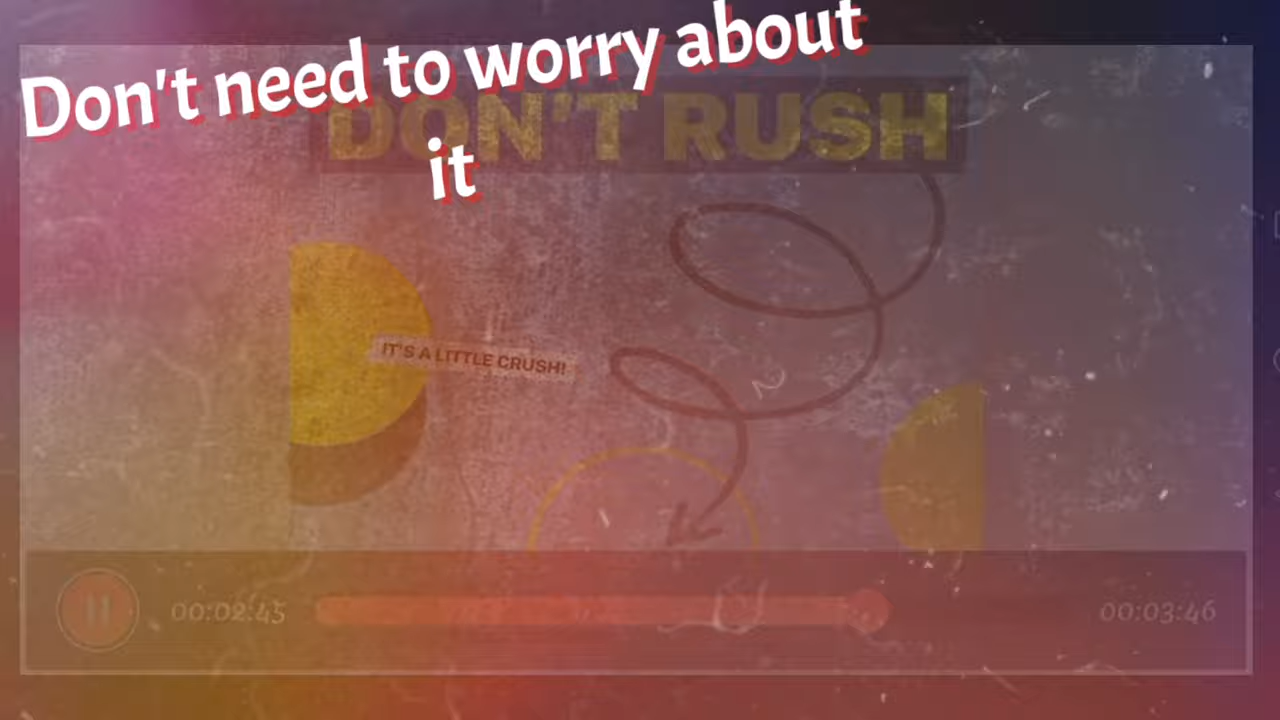 Don't need to worry about
it
DON'T RUSH
IT'S A LITTLE CRUSH!
00:02:45
00:03:46